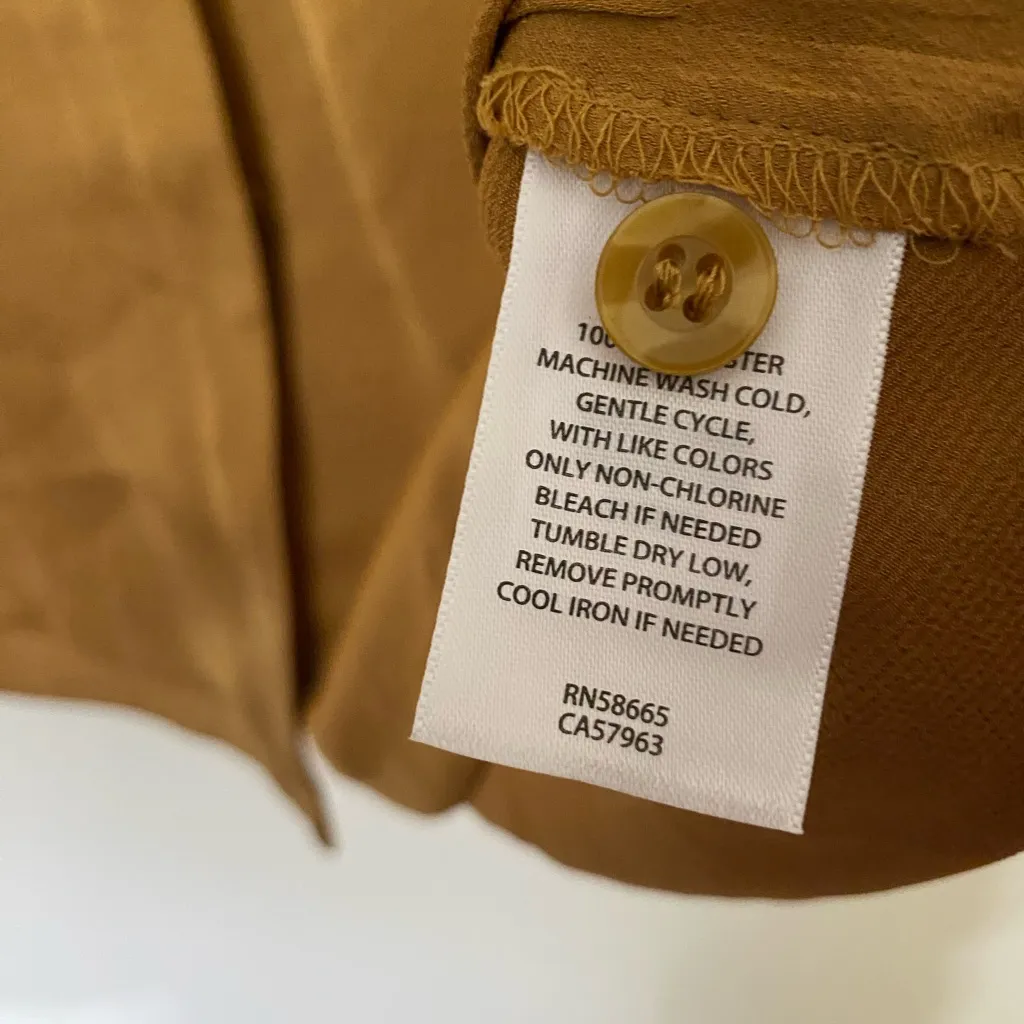 100 STER
MACHINE WASH COLD,
GENTLE CYCLE,
WITH LIKE COLORS
ONLY NON-CHLORINE
BLEACH IF NEEDED
TUMBLE DRY LOW,
REMOVE PROMPTLY
COOL IRON IF NEEDED
RN58665
CA57963